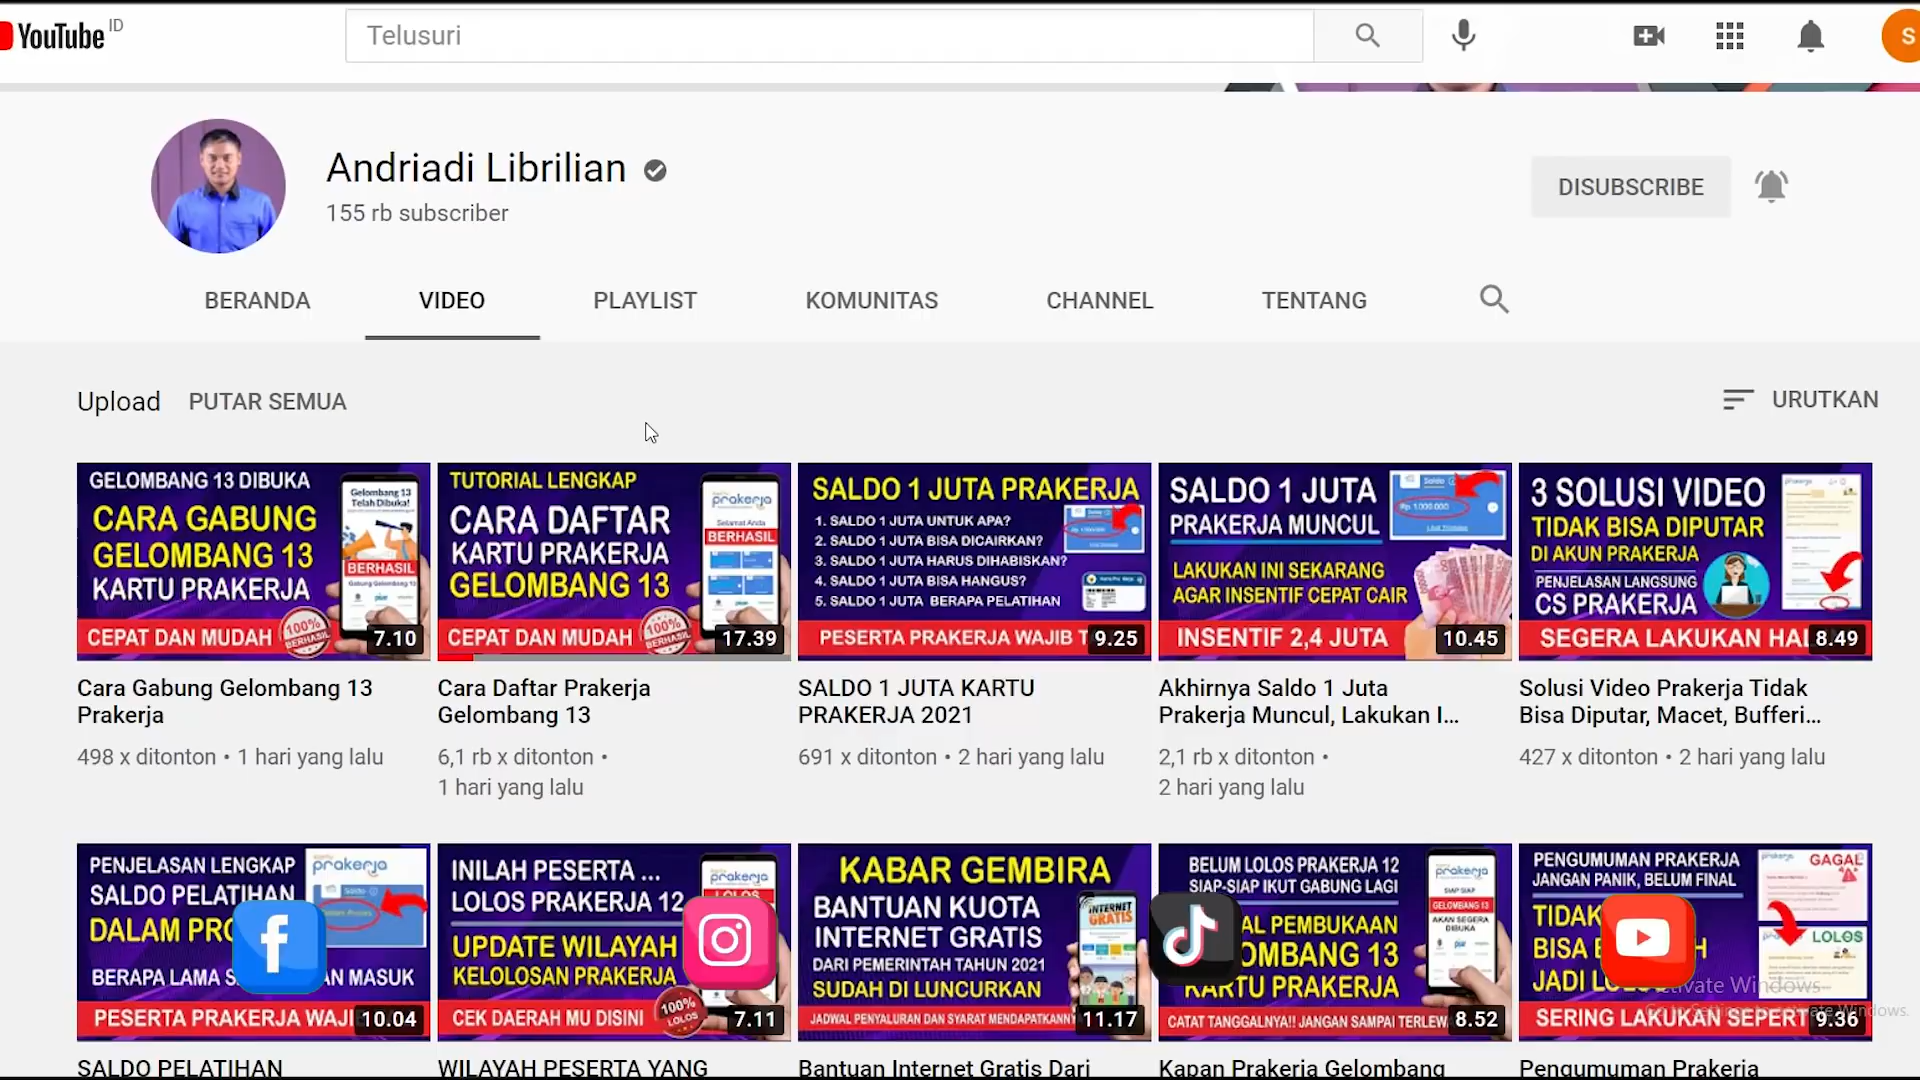 YouTube ID
Telusuri
S
Andriadi Librilian
155 rb subscriber
DISUBSCRIBE
BERANDA
VIDEO
PLAYLIST
KOMUNITAS
CHANNEL
TENTANG
Upload
PUTAR SEMUA
URUTKAN
GELOMBANG 13 DIBUKA
CARA GABUNG
GELOMBANG 13
KARTU PRAKERJA
CEPAT DAN MUDAH
Gelombang 13
Telah Dibuka!
BERHASIL
100%
BERHASIL
7.10
TUTORIAL LENGKAP
CARA DAFTAR
KARTU PRAKERJA
GELOMBANG 13
CEPAT DAN MUDAH
prakerja
Selamat Anda
BERHASIL
100%
BERHASIL
17.39
SALDO 1 JUTA PRAKERJA
1. SALDO 1 JUTA UNTUK APA?
2. SALDO 1 JUTA BISA DICAIRKAN?
3. SALDO 1 JUTA HARUS DIHABISKAN?
4. SALDO 1 JUTA BISA HANGUS?
5. SALDO 1 JUTA BERAPA PELATIHAN
PESERTA PRAKERJA WAJIB T
9.25
SALDO 1 JUTA
PRAKERJA MUNCUL
LAKUKAN INI SEKARANG
AGAR INSENTIF CEPAT CAIR
INSENTIF 2,4 JUTA
Saldo
Rp 1.000.000
10.45
3 SOLUSI VIDEO
TIDAK BISA DIPUTAR
DI AKUN PRAKERJA
PENJELASAN LANGSUNG
CS PRAKERJA
SEGERA LAKUKAN HAL
8.49
Cara Gabung Gelombang 13
Prakerja
498 x ditonton • 1 hari yang lalu
Cara Daftar Prakerja
Gelombang 13
6,1 rb x ditonton •
1 hari yang lalu
SALDO 1 JUTA KARTU
PRAKERJA 2021
691 x ditonton • 2 hari yang lalu
Akhirnya Saldo 1 Juta
Prakerja Muncul, Lakukan I...
2,1 rb x ditonton •
2 hari yang lalu
Solusi Video Prakerja Tidak
Bisa Diputar, Macet, Bufferi...
427 x ditonton • 2 hari yang lalu
PENJELASAN LENGKAP
SALDO PELATIHAN
DALAM PRO
BERAPA LAMA S AN MASUK
PESERTA PRAKERJA WAJI
prakerja
Saldo
10.04
INILAH PESERTA ...
LOLOS PRAKERJA 12
UPDATE WILAYAH
KELOLOSAN PRAKERJA
CEK DAERAH MU DISINI
prakerja
100%
LOLOS
7.11
KABAR GEMBIRA
BANTUAN KUOTA
INTERNET GRATIS
DARI PEMERINTAH TAHUN 2021
SUDAH DI LUNCURKAN
JADWAL PENYALURAN DAN SYARAT MENDAPATKANNY
INTERNET
GRATIS
11.17
BELUM LOLOS PRAKERJA 12
SIAP-SIAP IKUT GABUNG LAGI
AL PEMBUKAAN
OMBANG 13
KARTU PRAKERJA
CATAT TANGGALNYA!! JANGAN SAMPAI TERLEW
prakerja
SIAP SIAP
GELOMBANG 13
AKAN SEGERA
DIBUKA
8.52
PENGUMUMAN PRAKERJA
JANGAN PANIK, BELUM FINAL
TIDAK
BISA B H
JADI L
SERING LAKUKAN SEPERT
GAGAL
LOLOS
9.36
Activate Windows
SALDO PELATIHAN
WILAYAH PESERTA YANG
Bantuan Internet Gratis Dari
Kapan Prakerja Gelombang
Pengumuman Prakerja